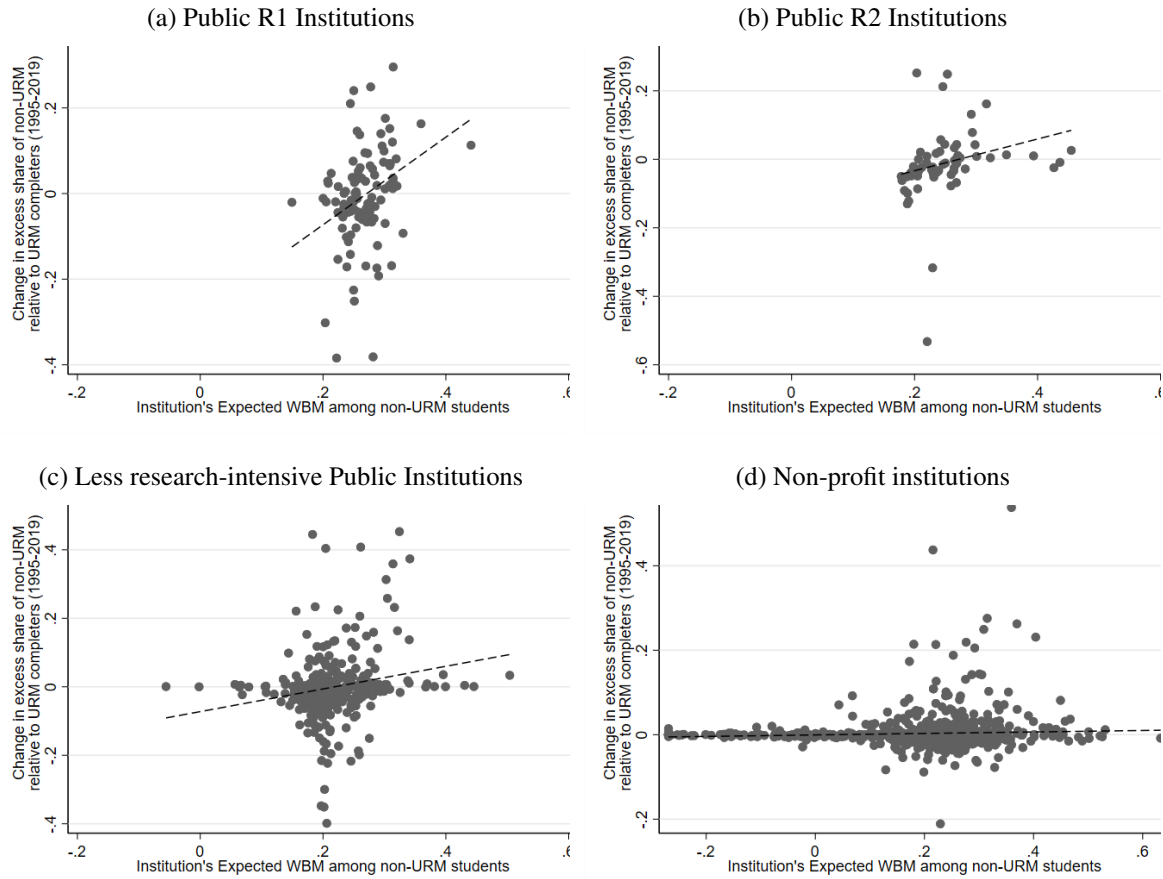 (a) Public R1 Institutions
Change in excess share of non-URM
relative to URM completers (1995-2019)
.2
0
-.2
-.4
-.2 0 .2 .4 .6
Institution's Expected WBM among non-URM students
(b) Public R2 Institutions
Change in excess share of non-URM
relative to URM completers (1995-2019)
.2
0
-.2
-.4
-.6
-.2 0 .2 .4 .6
Institution's Expected WBM among non-URM students
(c) Less research-intensive Public Institutions
Change in excess share of non-URM
relative to URM completers (1995-2019)
.4
.2
0
-.2
-.4
-.2 0 .2 .4 .6
Institution's Expected WBM among non-URM students
(d) Non-profit institutions
Change in excess share of non-URM
relative to URM completers (1995-2019)
.4
.2
0
-.2
-.2 0 .2 .4 .6
Institution's Expected WBM among non-URM students